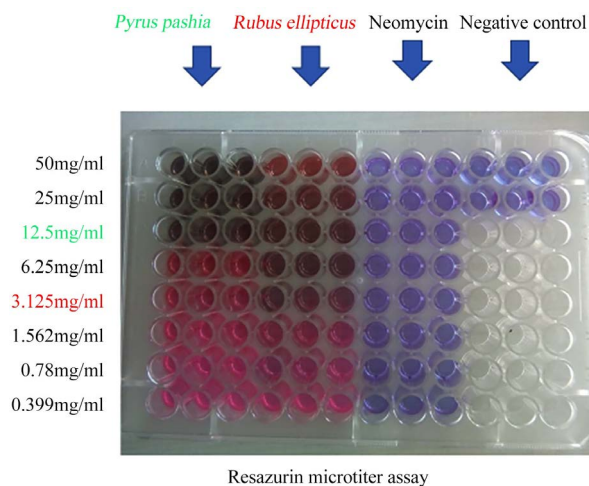 Pyrus pashia Rubus ellipticus Neomycin Negative control
50mg/ml
25mg/ml
12.5mg/ml
6.25mg/ml
3.125mg/ml
1.562mg/ml
0.78mg/ml
0.399mg/ml
Resazurin microtiter assay